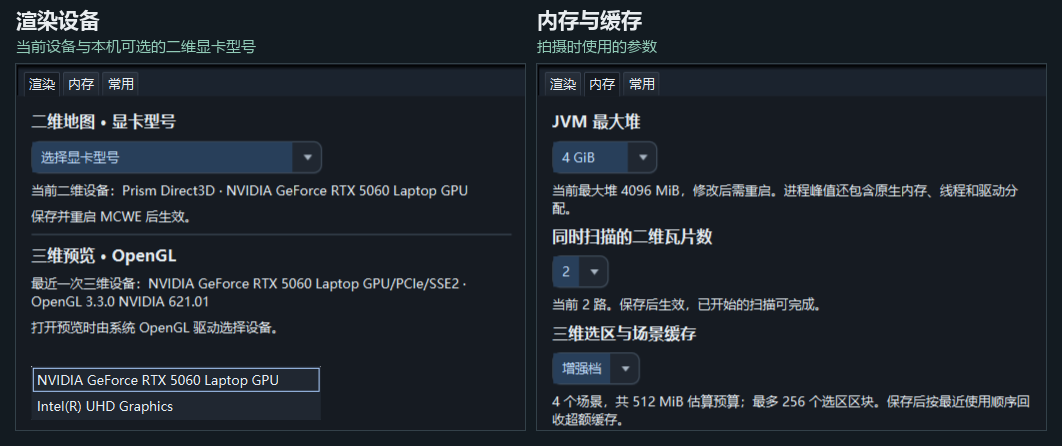 渲染设备
当前设备与本机可选的二维显卡型号
渲染 内存 常用
二维地图 • 显卡型号
选择显卡型号
当前二维设备：Prism Direct3D · NVIDIA GeForce RTX 5060 Laptop GPU
保存并重启 MCWE 后生效。
三维预览 • OpenGL
最近一次三维设备：NVIDIA GeForce RTX 5060 Laptop GPU/PCIe/SSE2 ·
OpenGL 3.3.0 NVIDIA 621.01
打开预览时由系统 OpenGL 驱动选择设备。
NVIDIA GeForce RTX 5060 Laptop GPU
Intel(R) UHD Graphics
内存与缓存
拍摄时使用的参数
渲染 内存 常用
JVM 最大堆
4 GiB
当前最大堆 4096 MiB，修改后需重启。进程峰值还包含原生内存、线程和驱动分
配。
同时扫描的二维瓦片数
2
当前 2 路。保存后生效，已开始的扫描可完成。
三维选区与场景缓存
增强档
4 个场景，共 512 MiB 估算预算；最多 256 个选区区块。保存后按最近使用顺序回
收超额缓存。